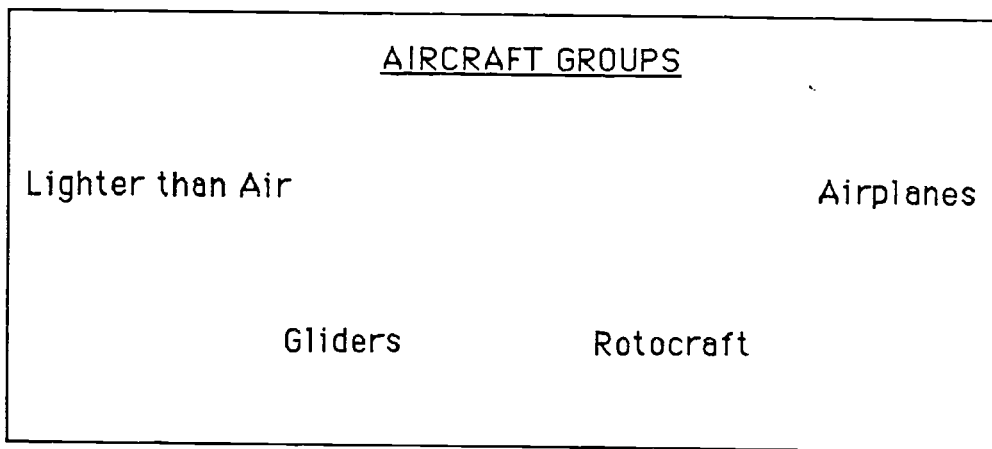 AIRCRAFT GROUPS
Lighter than Air
Airplanes
Gliders
Rotocraft